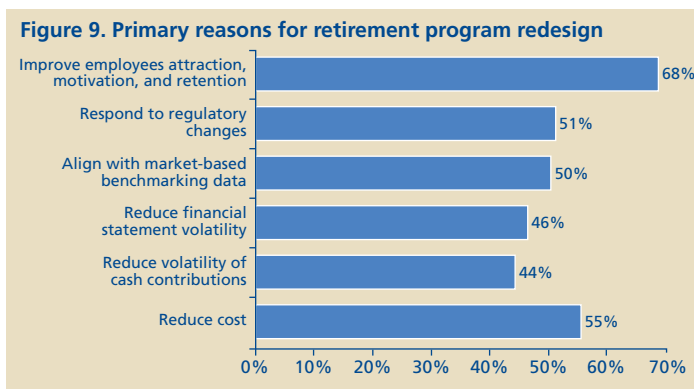 Figure 9. Primary reasons for retirement program redesign
Improve employees attraction,
motivation, and retention
68%
Respond to regulatory
changes
51%
Align with market-based
benchmarking data
50%
Reduce financial
statement volatility
46%
Reduce volatility of
cash contributions
44%
Reduce cost
55%
0% 10% 20% 30% 40% 50% 60% 70%